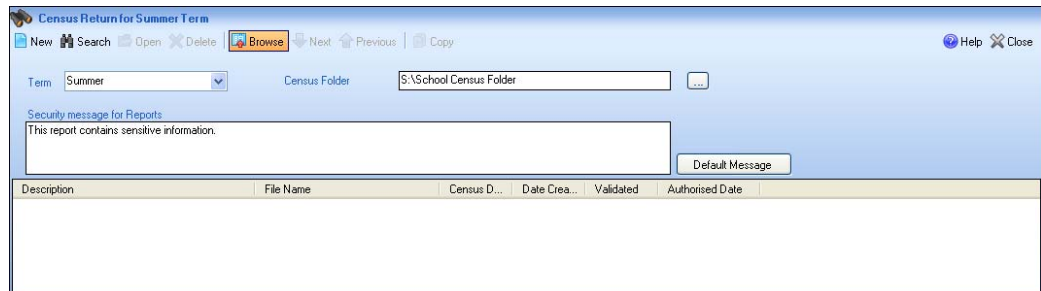 Census Return for Summer Term
New Search Open Delete Browse Next Previous Copy Help Close
Term Summer Census Folder S:\School Census Folder ...
Security message for Reports
This report contains sensitive information.
Default Message
Description File Name Census D... Date Crea... Validated Authorised Date